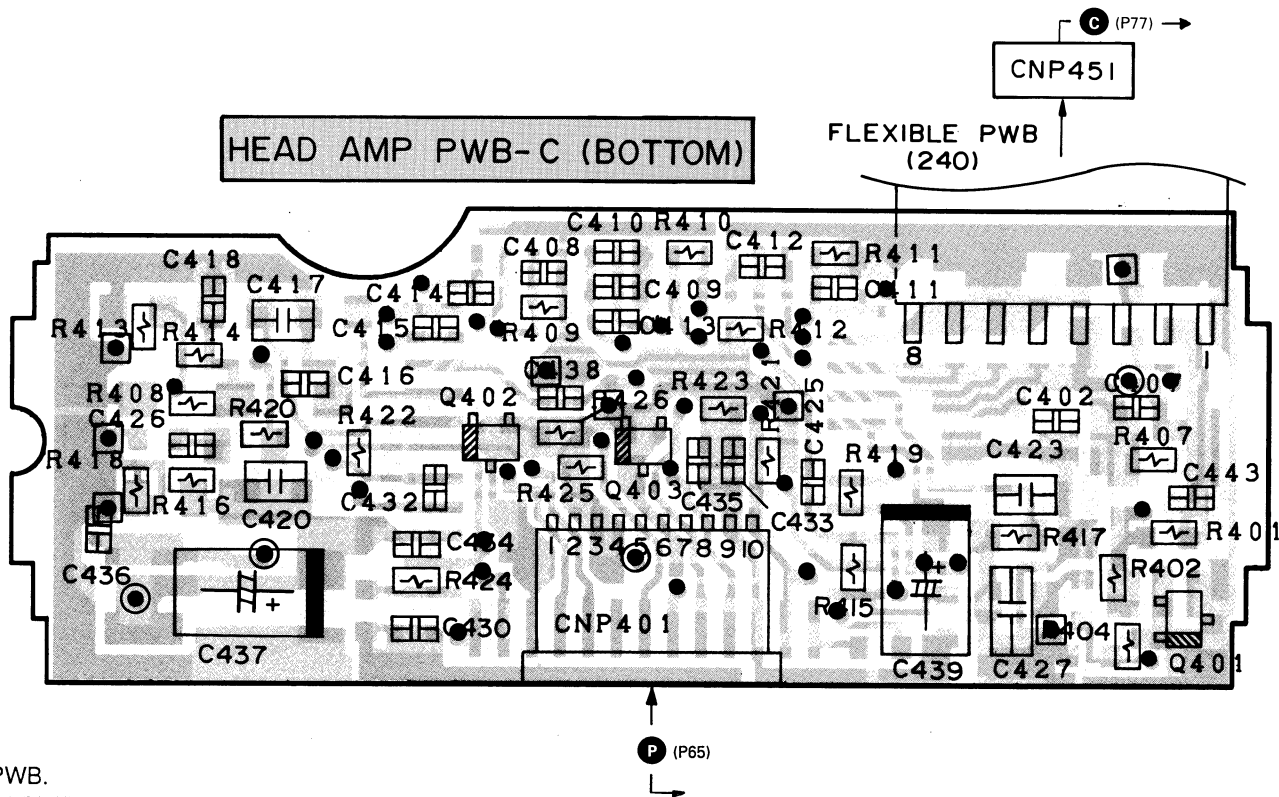 C (P77)
CNP451
FLEXIBLE PWB
(240)
HEAD AMP PWB-C (BOTTOM)
C410 R410
C408 C412 R411
C418 C417 C414 C409 C411
R413 R414 C415 R409 C413 R412
8 1
C416 C438 R423 R421 C425
R408 Q402 R426 C402
C426 R420 R422 R407
R418 R419 C423 C443
R416 C432 R425 Q403 C435
C420 C433
1 2 3 4 5 6 7 8 9 10
C434 R417 R401
C436 R424 R402
R415
C430 CNP401 R404
C437 C439 C427 Q401
P (P65)
PWB.